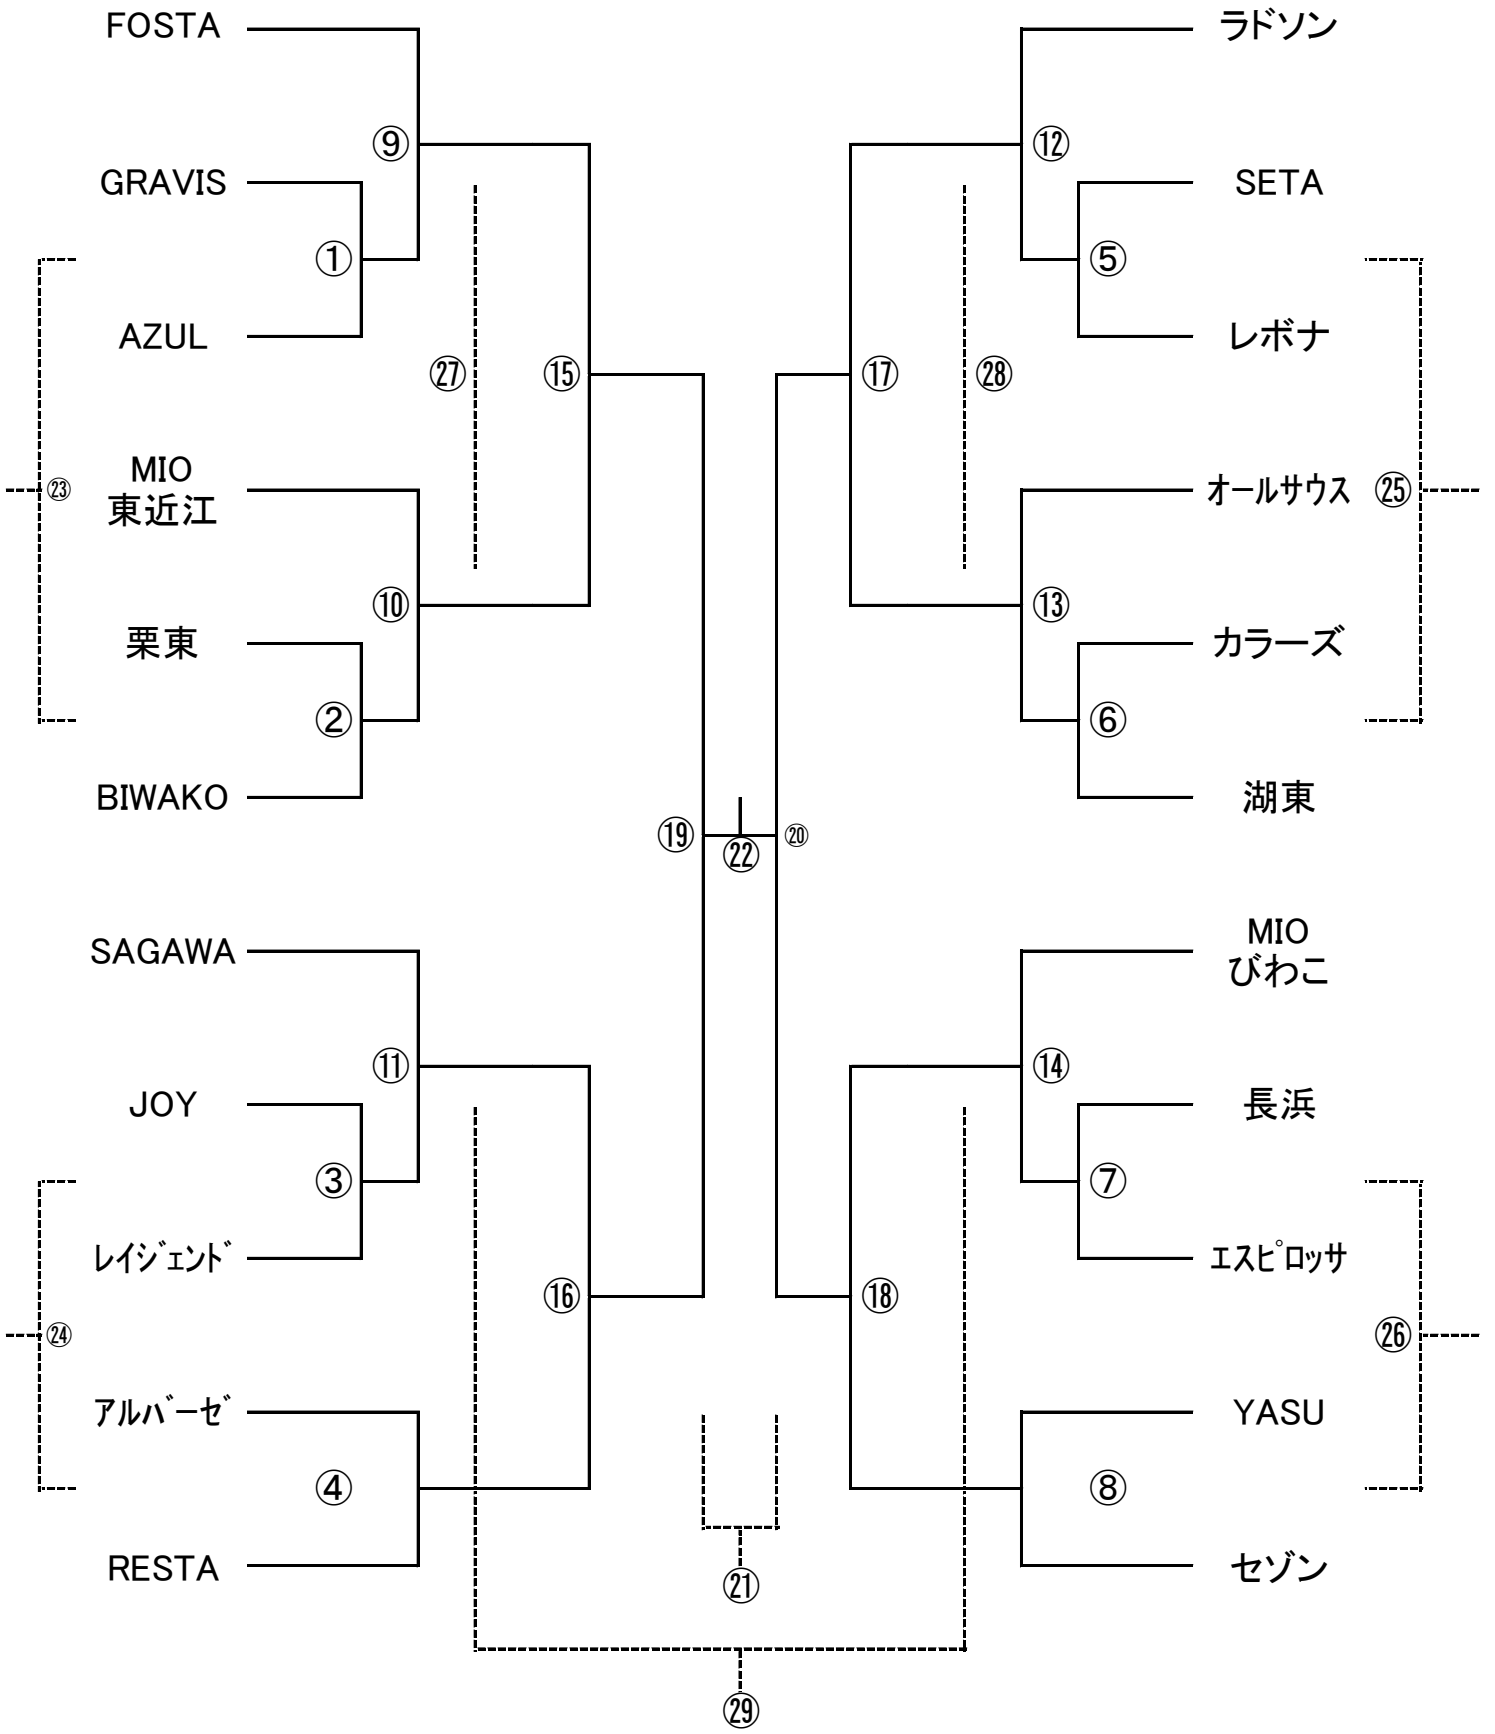 FOSTA
ラドソン
⑨
⑫
GRAVIS
SETA
①
⑤
AZUL
レボナ
㉗
⑮
⑰
㉘
MIO
東近江
㉓
オールサウス
㉕
⑩
⑬
栗東
カラーズ
②
⑥
BIWAKO
湖東
⑲
㉒
⑳
SAGAWA
MIO
びわこ
⑪
⑭
JOY
長浜
③
⑦
レイジェンド
エスピロッサ
⑯
⑱
㉔
㉖
アルバーゼ
YASU
④
⑧
RESTA
セゾン
㉑
㉙